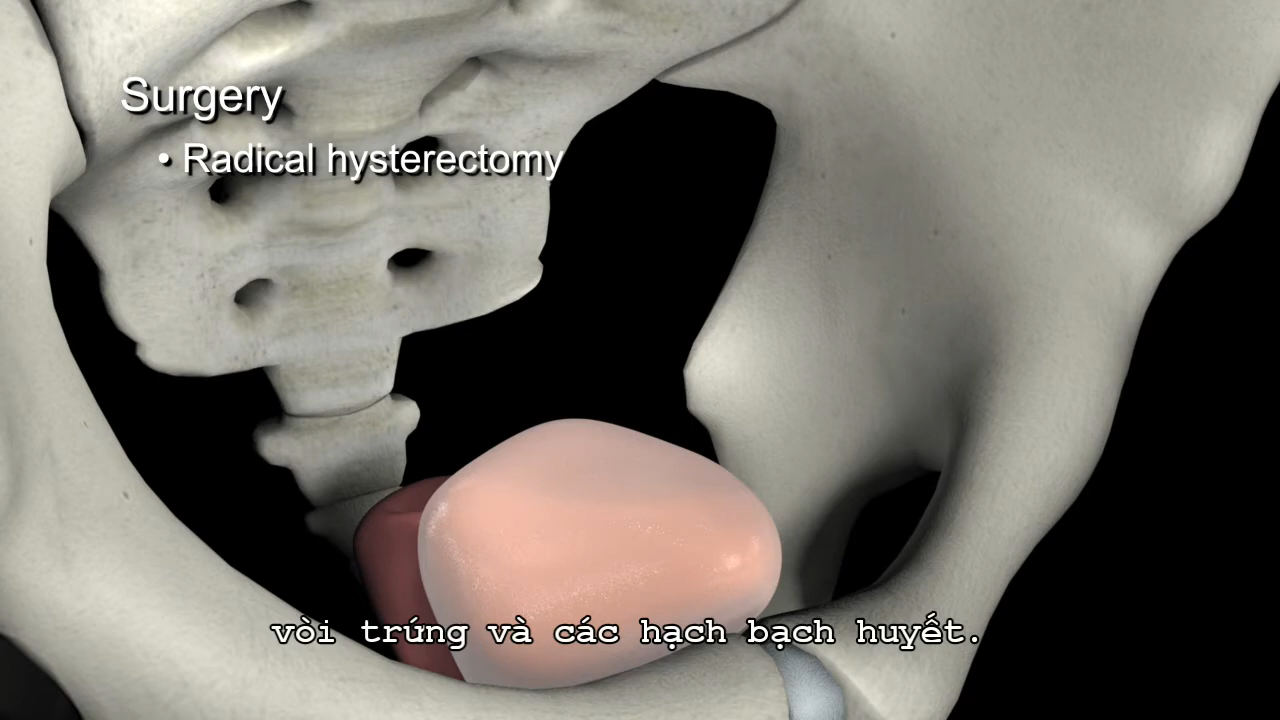 Surgery
• Radical hysterectomy
vòi trứng và các hạch bạch huyết.